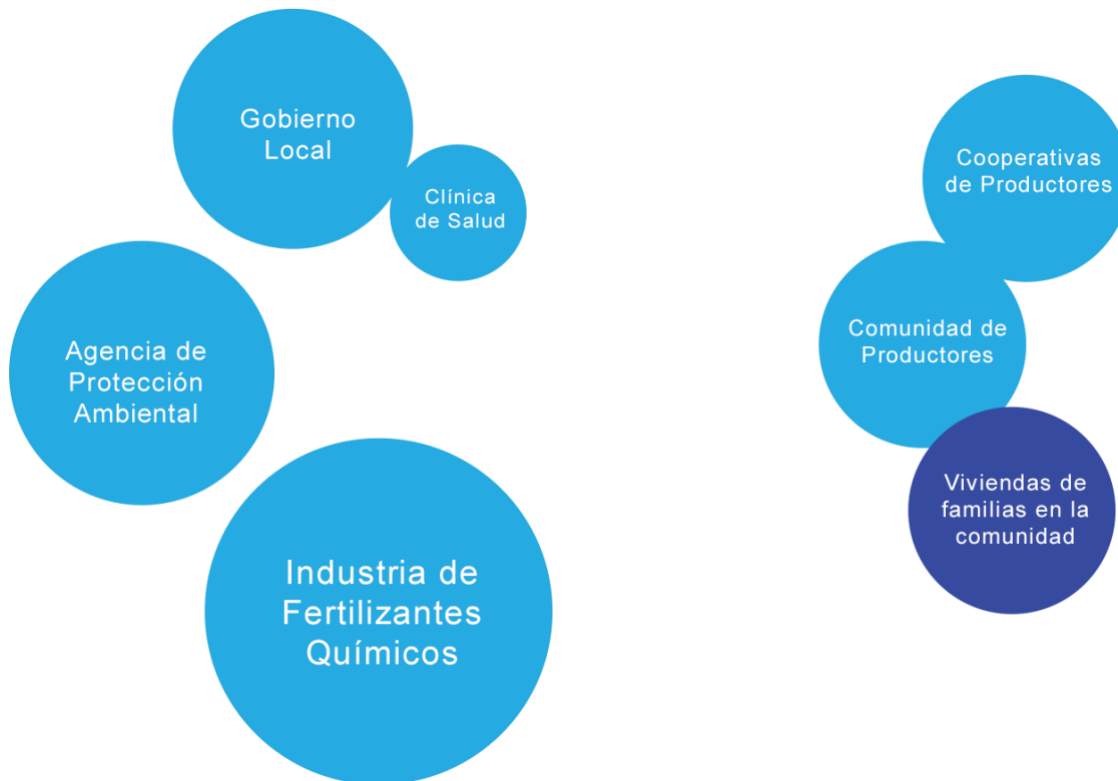 Gobierno
Local
Clínica
de Salud
Cooperativas
de Productores
Agencia de
Protección
Ambiental
Comunidad de
Productores
Industria de
Fertilizantes
Químicos
Viviendas de
familias en la
comunidad